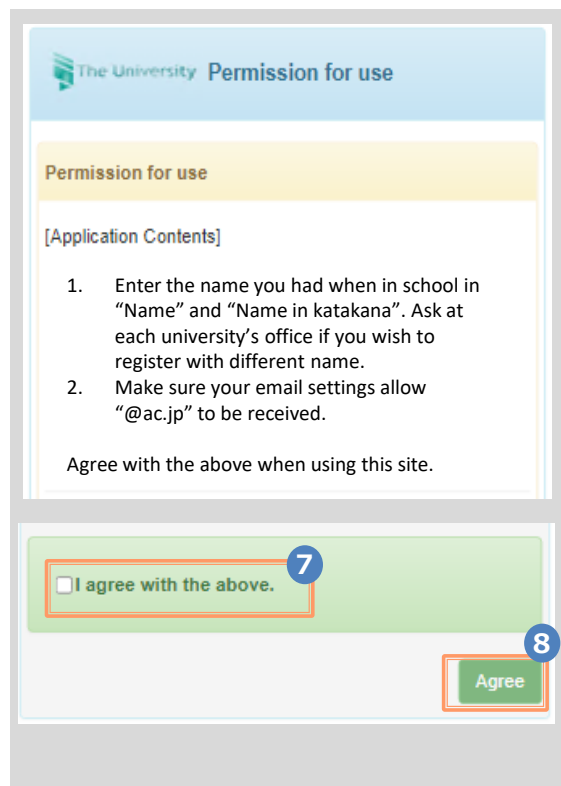 The University Permission for use
Permission for use
[Application Contents]
1. Enter the name you had when in school in
“Name” and “Name in katakana”. Ask at
each university’s office if you wish to
register with different name.
2. Make sure your email settings allow
“@ac.jp” to be received.
Agree with the above when using this site.
7
I agree with the above.
8
Agree